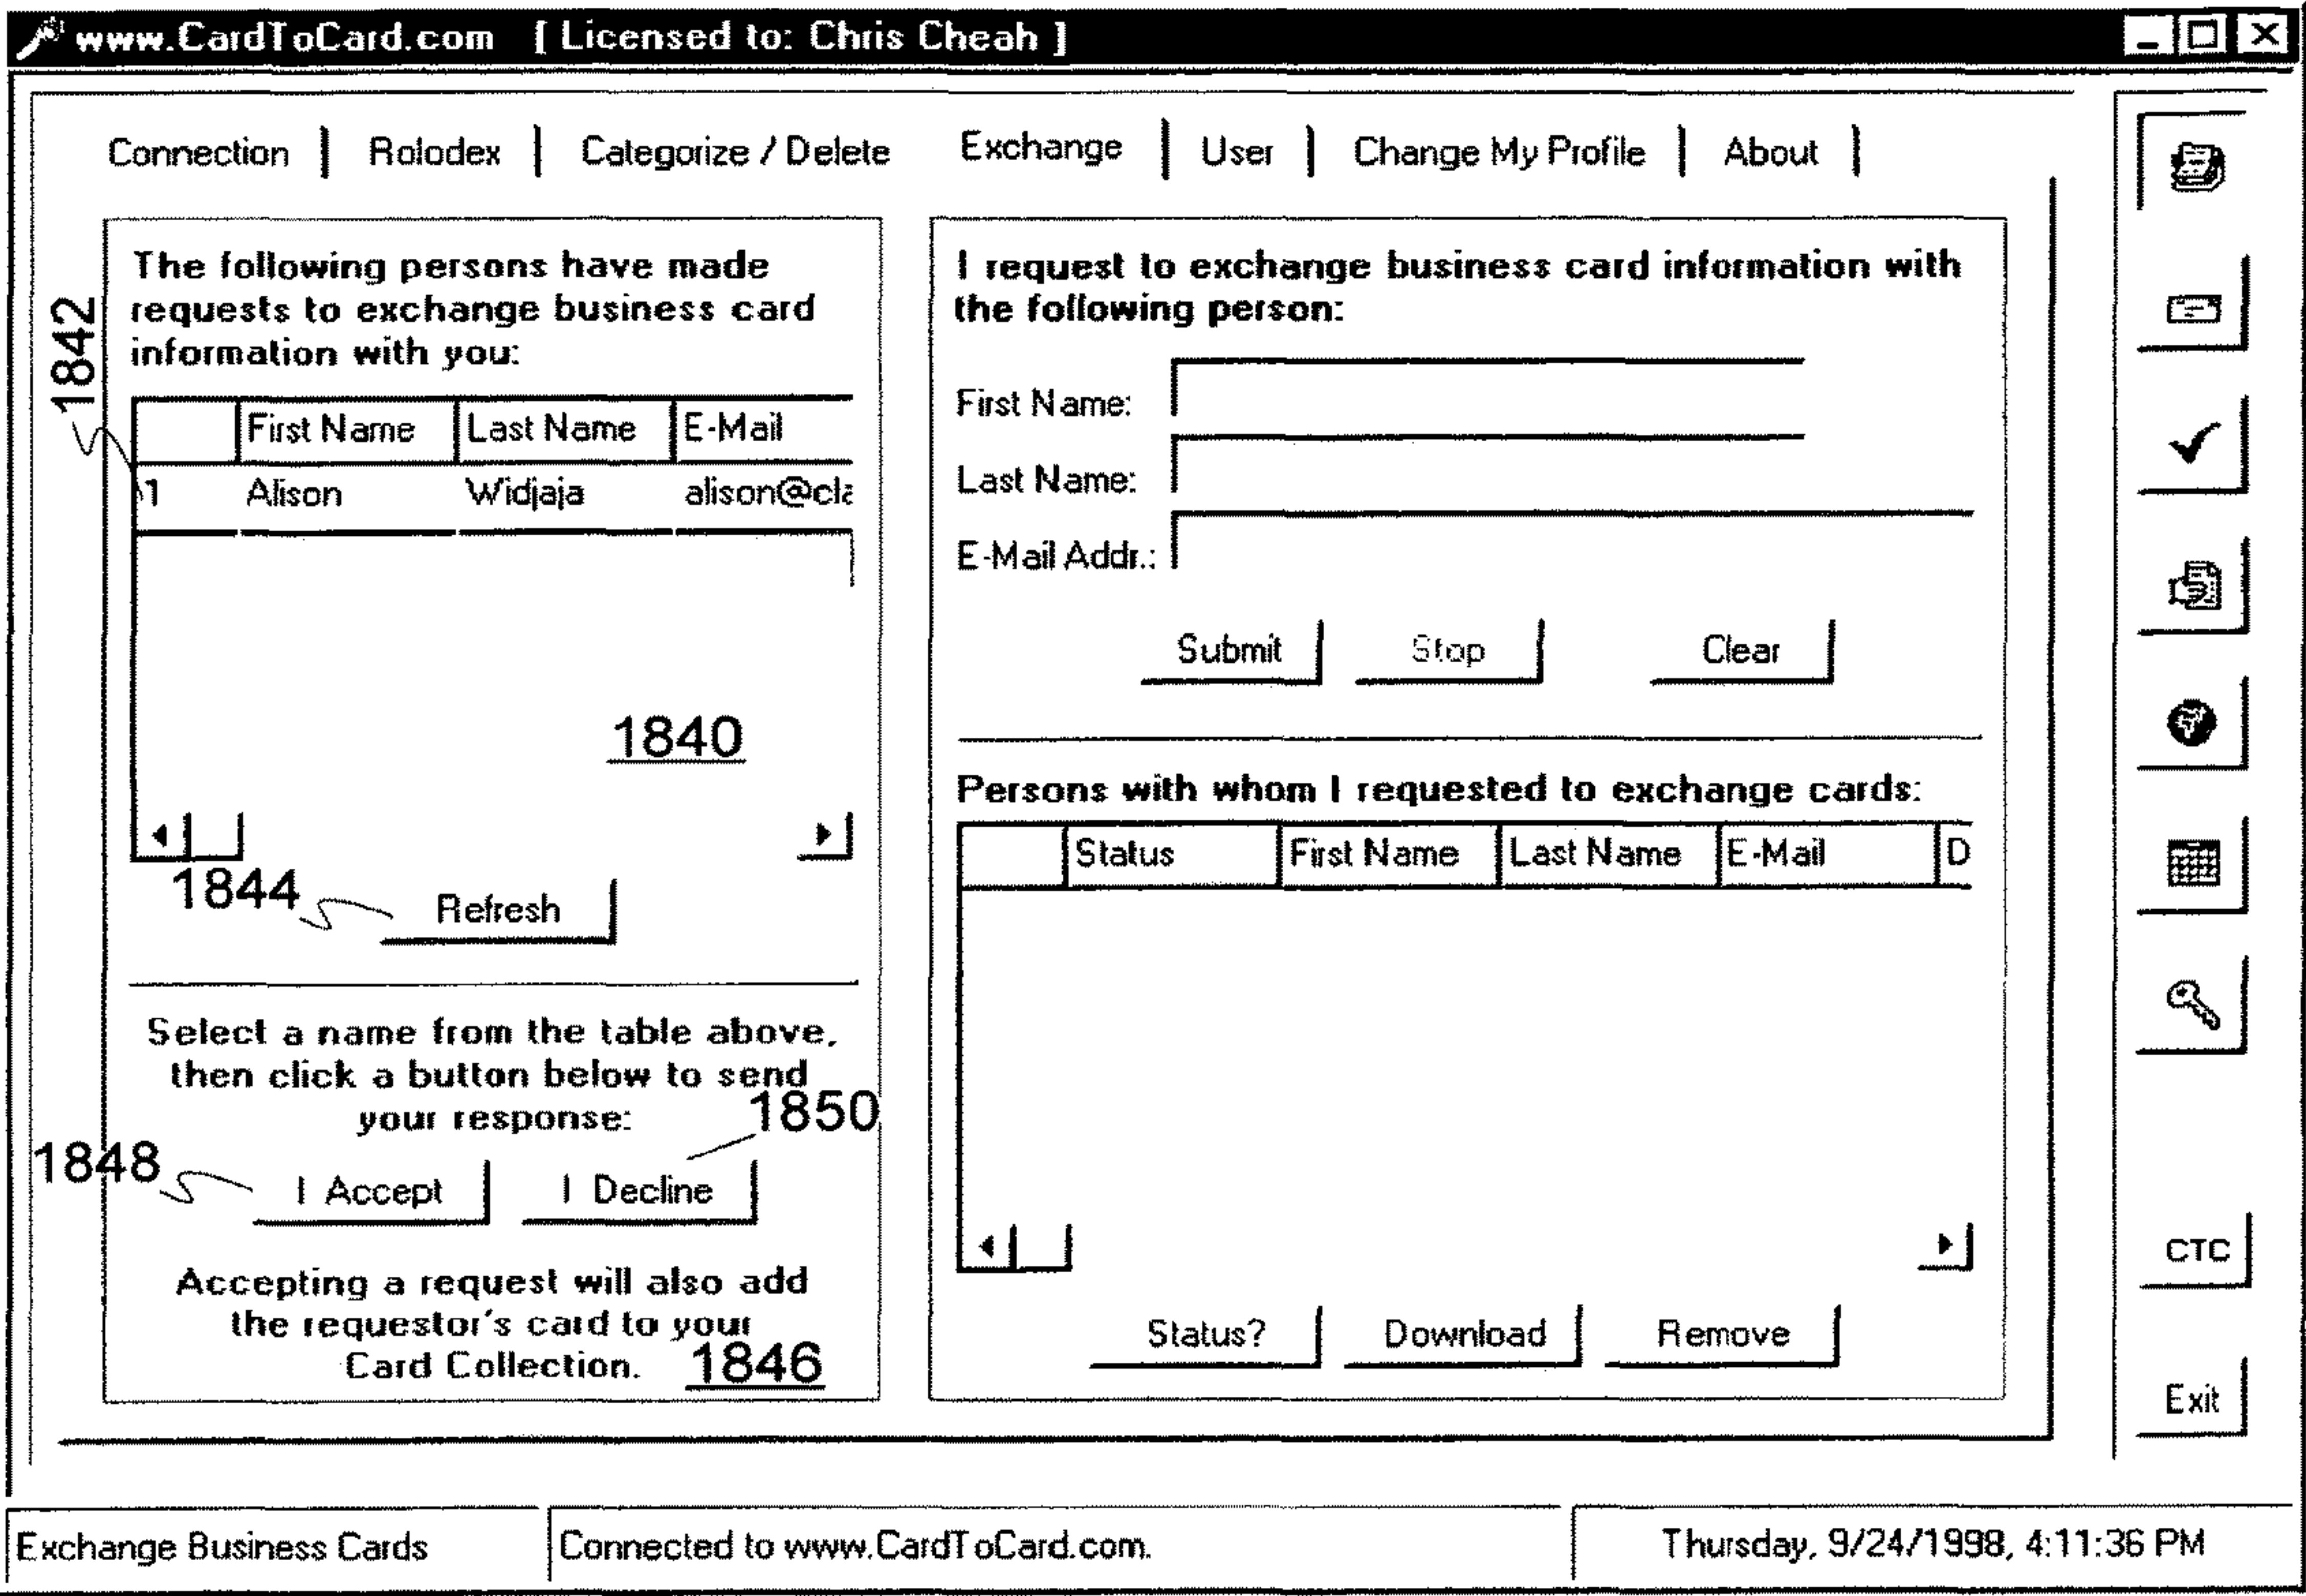 www.CardToCard.com [ Licensed to: Chris Cheah ]
Connection | Rolodex | Categorize / Delete Exchange | User | Change My Profile | About |
The following persons have made
requests to exchange business card
information with you:
1842
First Name Last Name E-Mail
1 Alison Widjaja alison@cla
1840
1844
Refresh
Select a name from the table above,
then click a button below to send
your response:
1850
1848
I Accept I Decline
Accepting a request will also add
the requestor's card to your
Card Collection.
1846
I request to exchange business card information with
the following person:
First Name:
Last Name:
E-Mail Addr.:
Submit Stop Clear
Persons with whom I requested to exchange cards:
Status First Name Last Name E-Mail D
Status? Download Remove
CTC
Exit
Exchange Business Cards
Connected to www.CardToCard.com.
Thursday, 9/24/1998, 4:11:36 PM